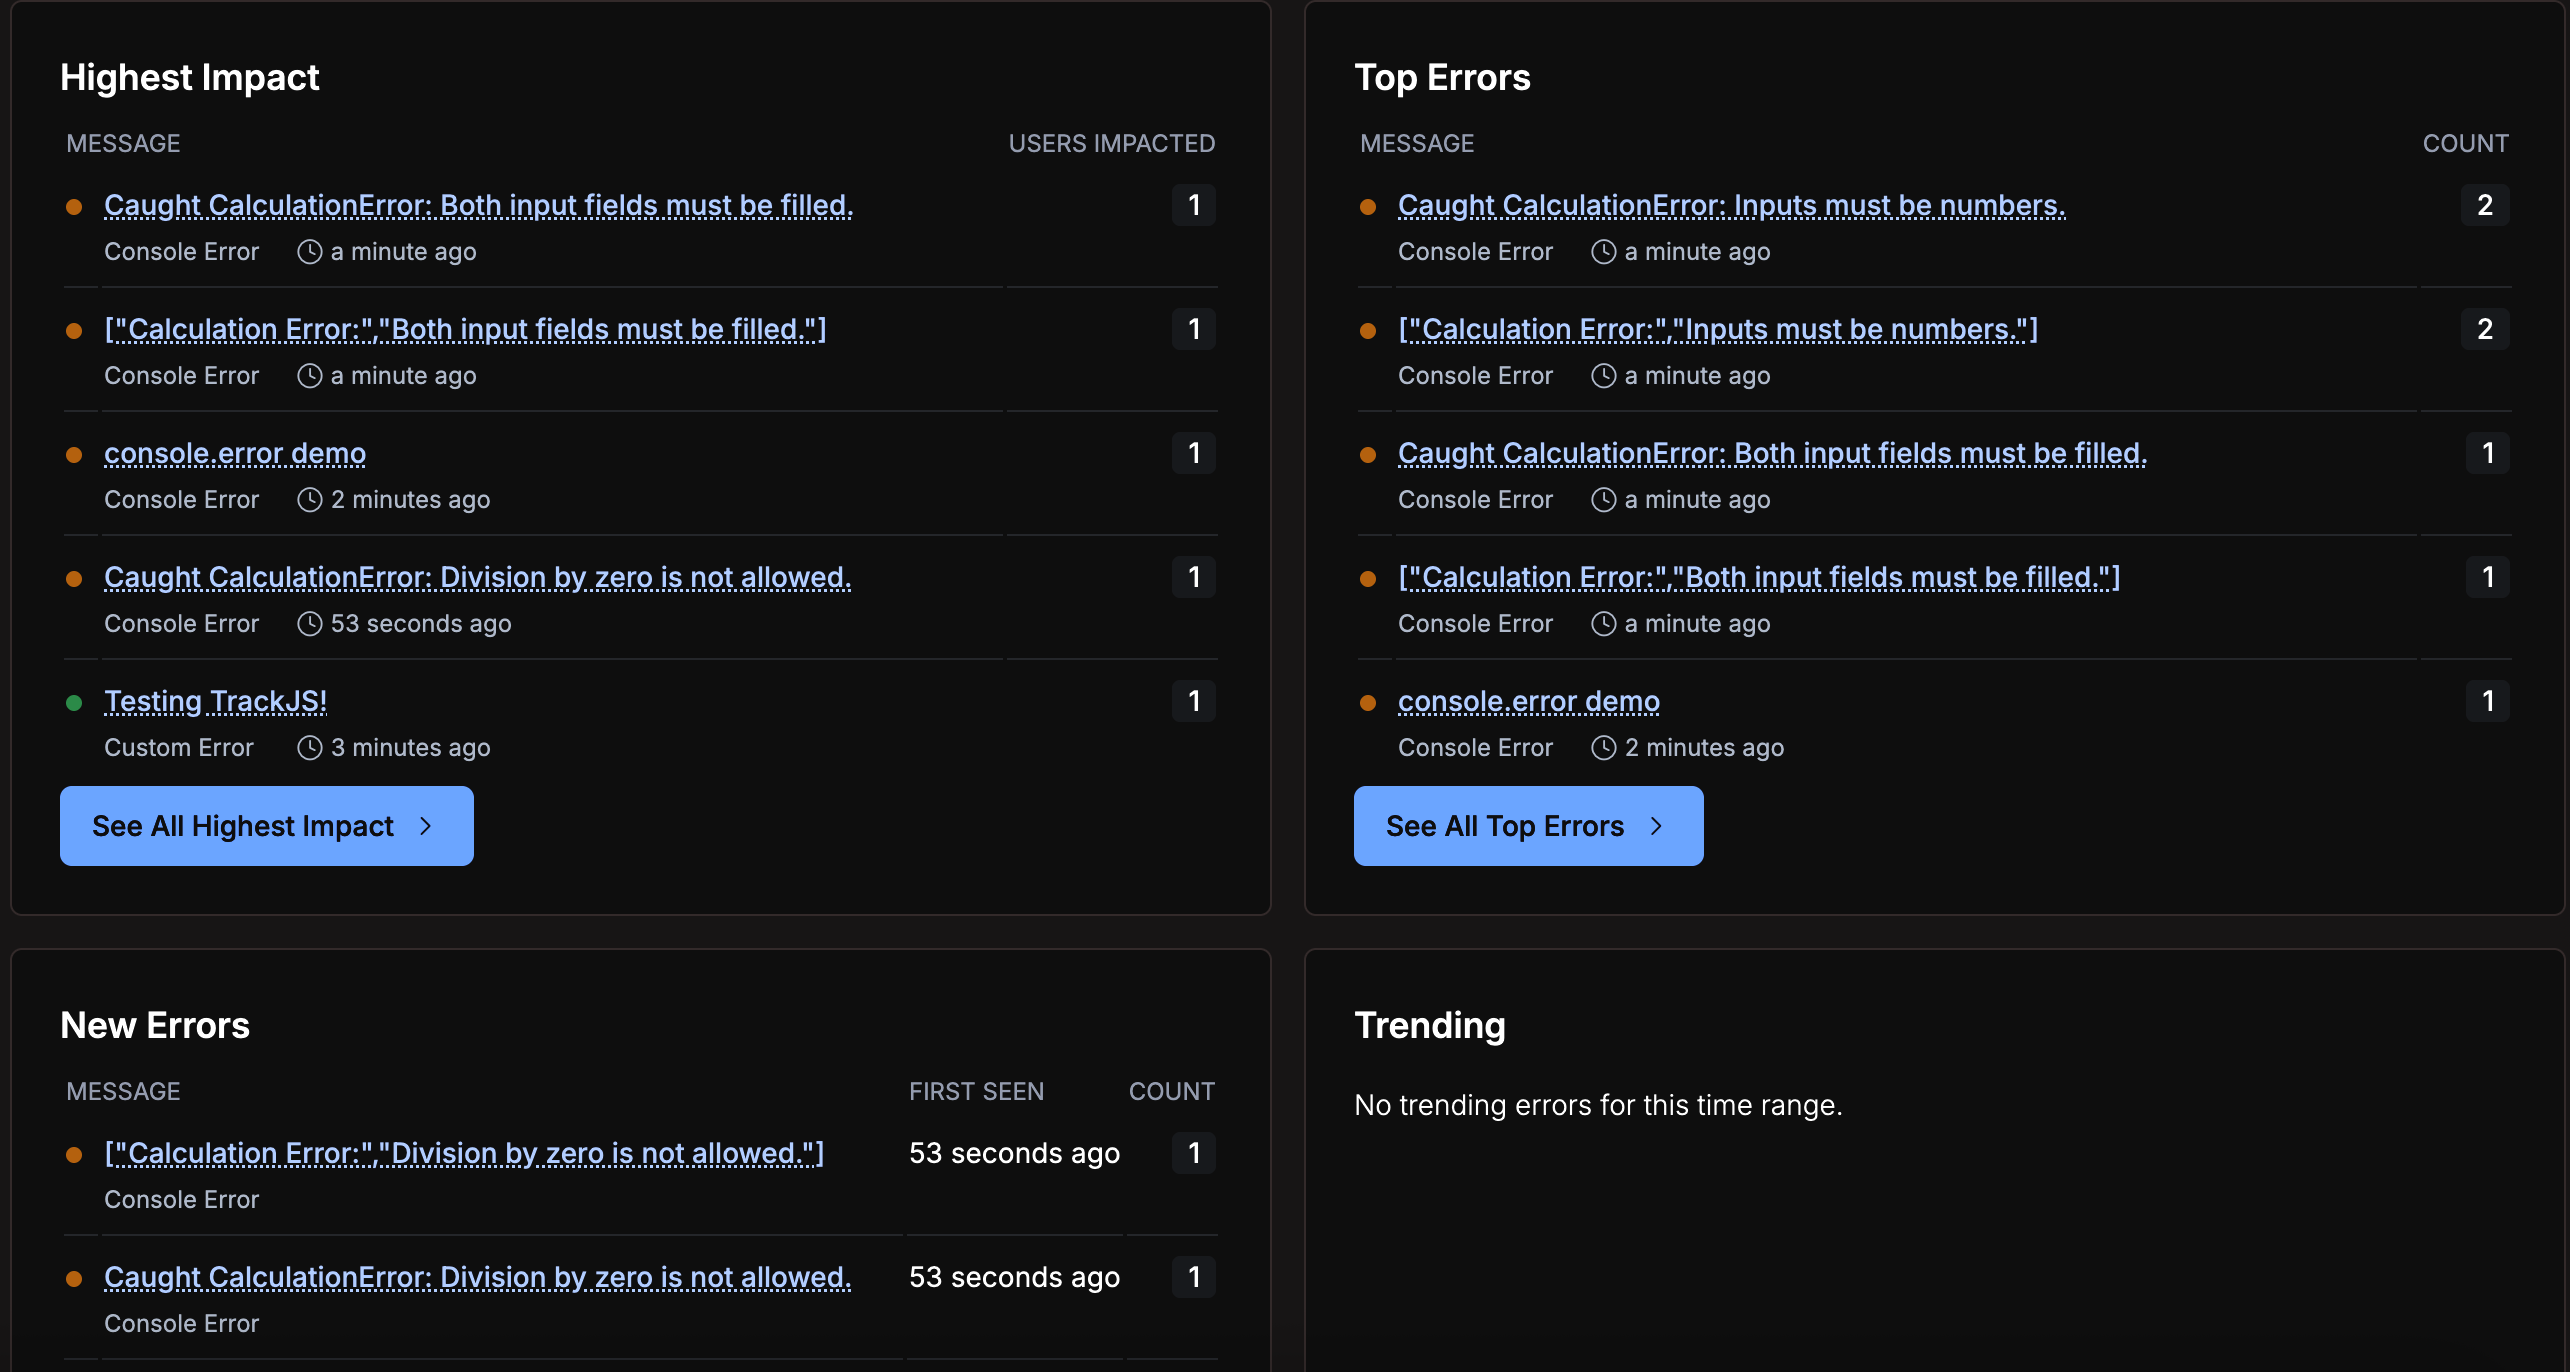 Highest Impact
MESSAGE USERS IMPACTED
Caught CalculationError: Both input fields must be filled. 1
Console Error a minute ago
["Calculation Error:","Both input fields must be filled."] 1
Console Error a minute ago
console.error demo 1
Console Error 2 minutes ago
Caught CalculationError: Division by zero is not allowed. 1
Console Error 53 seconds ago
Testing TrackJS! 1
Custom Error 3 minutes ago
See All Highest Impact
Top Errors
MESSAGE COUNT
Caught CalculationError: Inputs must be numbers. 2
Console Error a minute ago
["Calculation Error:","Inputs must be numbers."] 2
Console Error a minute ago
Caught CalculationError: Both input fields must be filled. 1
Console Error a minute ago
["Calculation Error:","Both input fields must be filled."] 1
Console Error a minute ago
console.error demo 1
Console Error 2 minutes ago
See All Top Errors
New Errors
MESSAGE FIRST SEEN COUNT
["Calculation Error:","Division by zero is not allowed."] 53 seconds ago 1
Console Error
Caught CalculationError: Division by zero is not allowed. 53 seconds ago 1
Console Error
Trending
No trending errors for this time range.